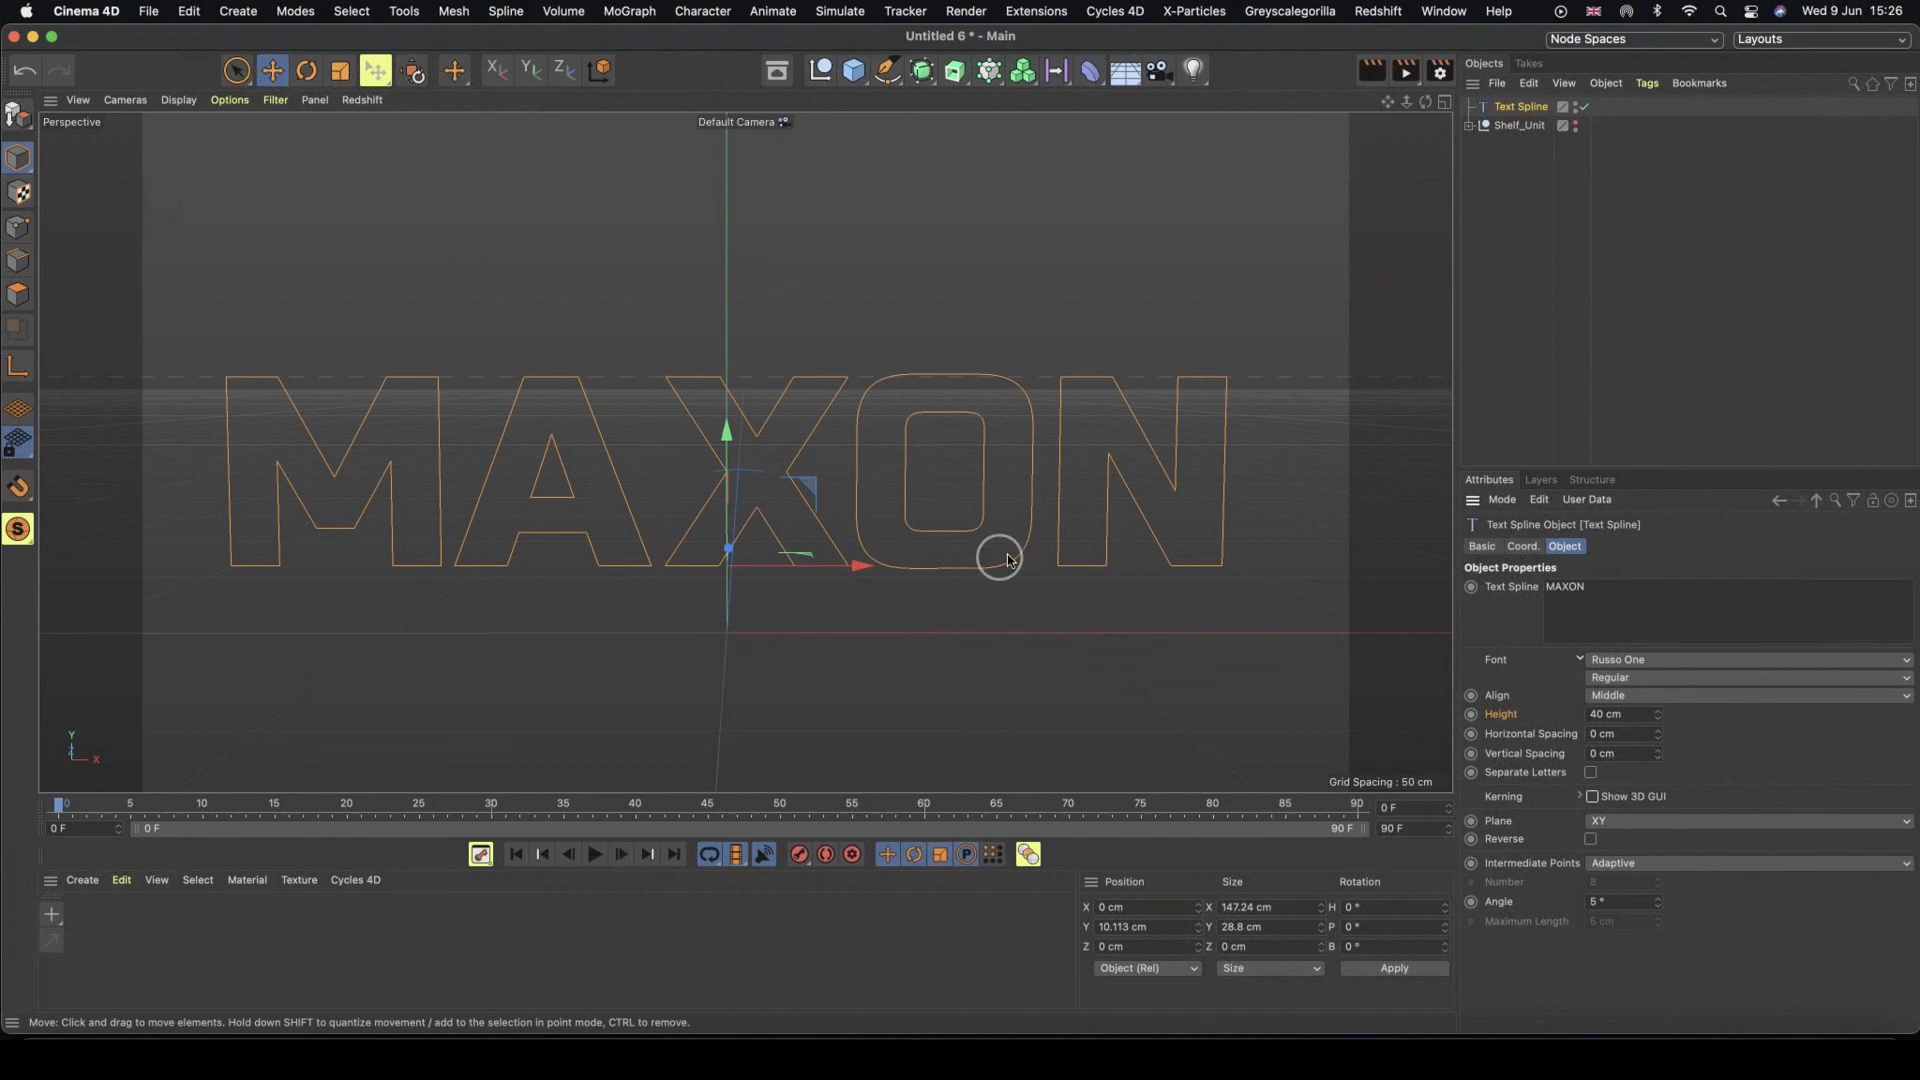 Cinema 4D File Edit Create Modes Select Tools Mesh Spline Volume MoGraph Character Animate Simulate Tracker Render Extensions Cycles 4D X-Particles Greyscalegorilla Redshift Window Help Wed 9 Jun 15:26
Untitled 6 * - Main
Node Spaces Layouts
X Y Z
Objects Takes
File Edit View Object Tags Bookmarks
View Cameras Display Options Filter Panel Redshift
Text Spline
Shelf_Unit
Perspective
Default Camera
MAXON
Y
Z
X
Grid Spacing : 50 cm
Attributes Layers Structure
Mode Edit User Data
Text Spline Object [Text Spline]
Basic Coord. Object
Object Properties
Text Spline MAXON
Font Russo One
Regular
Align Middle
Height 40 cm
Horizontal Spacing 0 cm
Vertical Spacing 0 cm
Separate Letters
Kerning Show 3D GUI
Plane XY
Reverse
Intermediate Points Adaptive
Number 8
Angle 5 °
Maximum Length 5 cm
0 5 10 15 20 25 30 35 40 45 50 55 60 65 70 75 80 85 90 0 F
0 F 0 F 90 F 90 F
P
S
Create Edit View Select Material Texture Cycles 4D
Position Size Rotation
X 0 cm X 147.24 cm H 0 °
Y 10.113 cm Y 28.8 cm P 0 °
Z 0 cm Z 0 cm B 0 °
Object (Rel) Size Apply
Move: Click and drag to move elements. Hold down SHIFT to quantize movement / add to the selection in point mode, CTRL to remove.